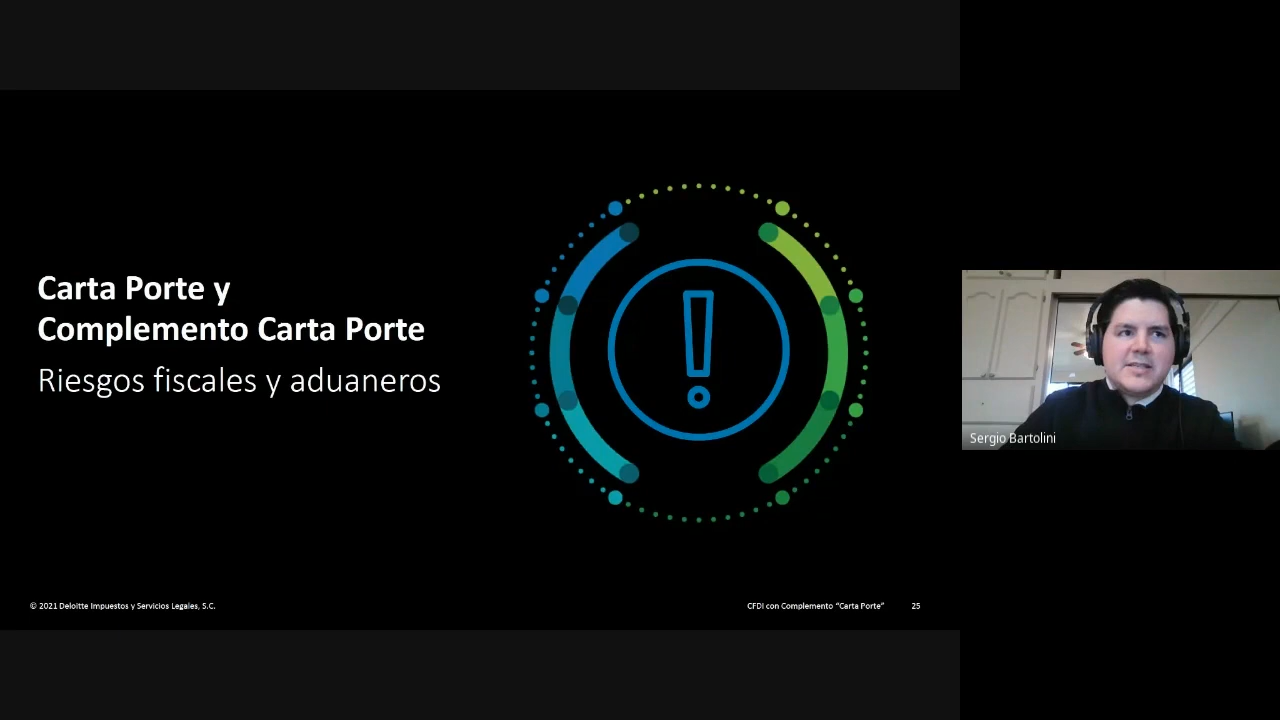 Carta Porte y
Complemento Carta Porte
Riesgos fiscales y aduaneros
Sergio Bartolini
© 2021 Deloitte Impuestos y Servicios Legales, S.C.
CFDI con Complemento “Carta Porte”
25